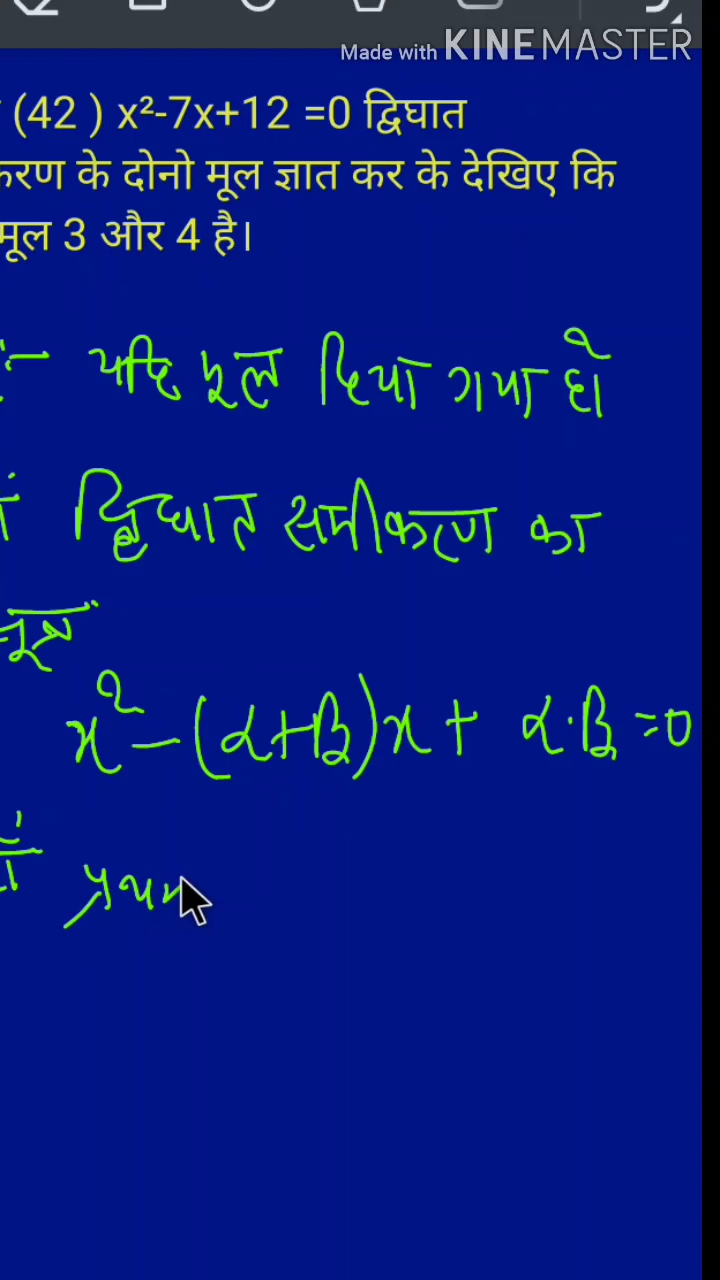 Made with KINEMASTER
(42 ) x²-7x+12 =0 द्विघात
करण के दोनो मूल ज्ञात कर के देखिए कि
मूल 3 और 4 है।
:- यदि मूल दिया गया हो
द्विघात समीकरण का
सूत्र
x² - (α+β)x + α.β =0
प्रथम